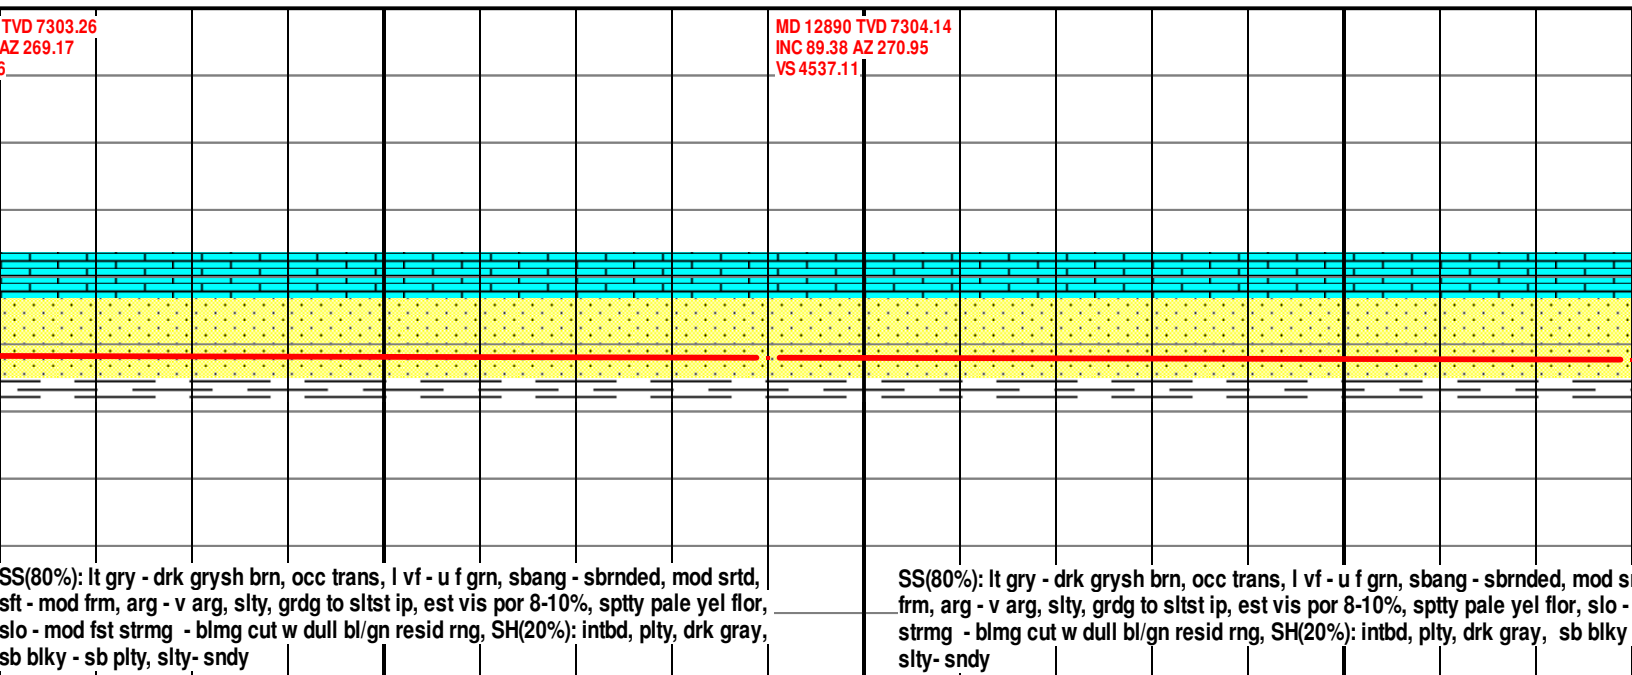 TVD 7303.26
AZ 269.17
6
MD 12890 TVD 7304.14
INC 89.38 AZ 270.95
VS 4537.11
SS(80%): lt gry - drk grysh brn, occ trans, l vf - u f grn, sbang - sbrnded, mod srtd,
sft - mod frm, arg - v arg, slty, grdg to sltst ip, est vis por 8-10%, sptty pale yel flor,
slo - mod fst strmg - blmg cut w dull bl/gn resid rng, SH(20%): intbd, plty, drk gray,
sb blky - sb plty, slty- sndy
SS(80%): lt gry - drk grysh brn, occ trans, l vf - u f grn, sbang - sbrnded, mod
frm, arg - v arg, slty, grdg to sltst ip, est vis por 8-10%, sptty pale yel flor, slo -
strmg - blmg cut w dull bl/gn resid rng, SH(20%): intbd, plty, drk gray, sb blky
slty- sndy